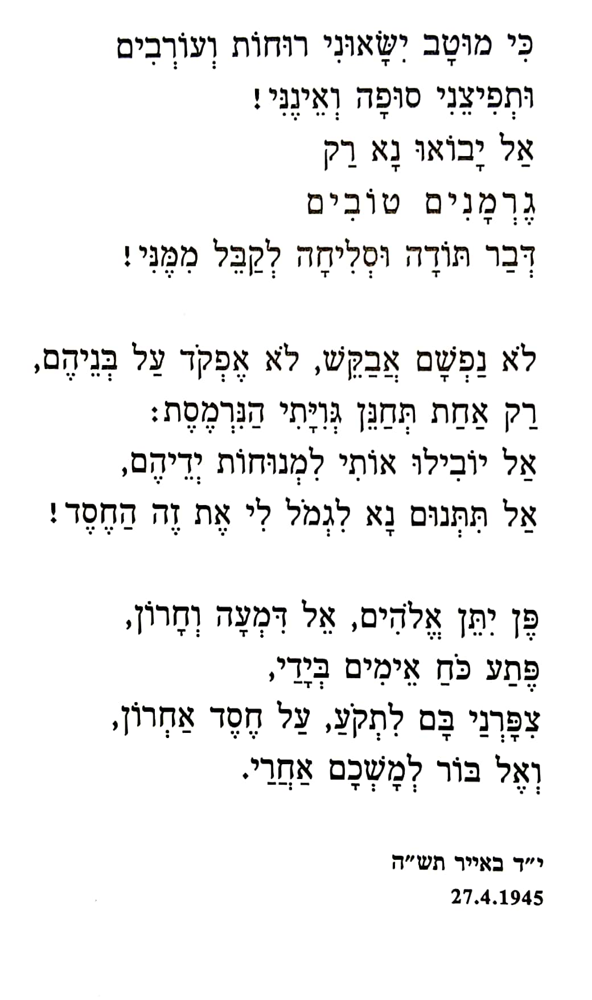 כִּי מוּטָב יִשָּׂאוּנִי רוּחוֹת וְעוֹרְבִים
וּתְפִיצֵנִי סוּפָה וְאֵינֶנִּי!
אַל יָבוֹאוּ נָא רַק
גֶּרְמָנִים טוֹבִים
דְּבַר תּוֹדָה וּסְלִיחָה לְקַבֵּל מִמֶּנִּי!
לֹא נַפְשָׁם אֲבַקֵּשׁ, לֹא אֶפְקֹד עַל בְּנֵיהֶם,
רַק אַחַת תְּחַנֵּן גְּוִיָּתִי הַנִּרְמֶסֶת:
אַל יוֹבִילוּ אוֹתִי לִמְנוּחוֹת יְדֵיהֶם,
אַל תִּתְּנוּם נָא לִגְמֹל לִי אֶת זֶה הַחֶסֶד!
פֶּן יִתֵּן אֱלֹהִים, אֵל דִּמְעָה וְחָרוֹן,
פֶּתַע כֹּחַ אֵימִים בְּיָדַי,
צִפָּרְנַי בָּם לִתְקֹעַ, עַל חֶסֶד אַחְרוֹן,
וְאֶל בּוֹר לְמָשְׁכָם אַחֲרַי.
י״ד באייר תש״ה
27.4.1945